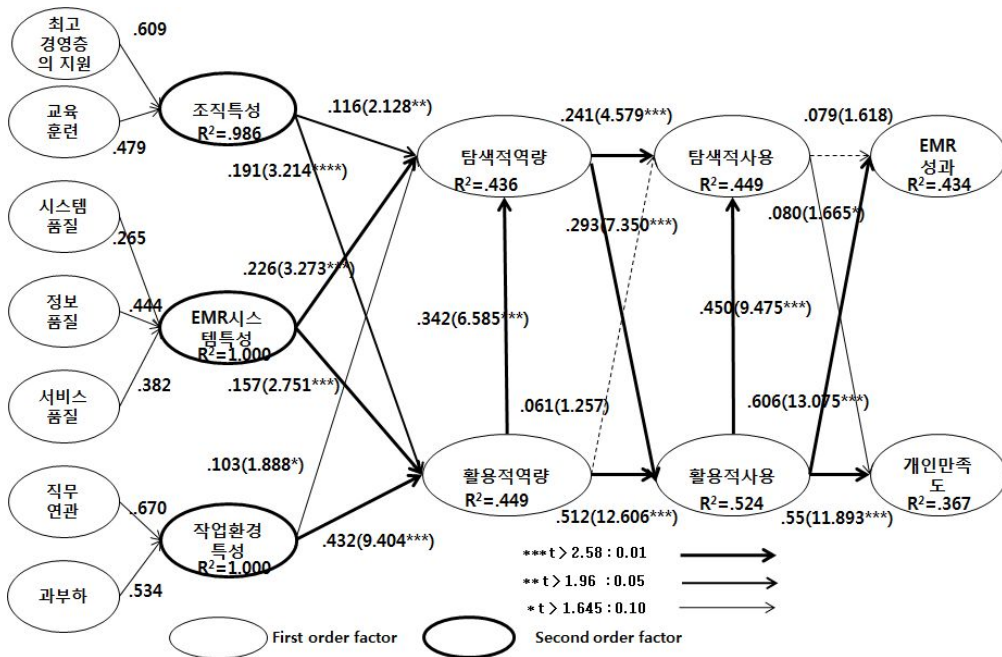 최고
경영층
의 지원
.609
교육
훈련
.479
조직특성
R²=.986
.116(2.128**)
.191(3.214****)
시스템
품질
.265
정보
품질
.444
서비스
품질
.382
EMR시스
템특성
R²=1.000
.226(3.273***)
.157(2.751***)
직무
연관
.670
과부하
.534
작업환경
특성
R²=1.000
.103(1.888*)
.432(9.404***)
탐색적역량
R²=.436
.241(4.579***)
.293(7.350***)
.342(6.585***)
.061(1.257)
활용적역량
R²=.449
.512(12.606***)
탐색적사용
R²=.449
.079(1.618)
.080(1.665*)
.450(9.475***)
.606(13.075***)
활용적사용
R²=.524
.55(11.893***)
EMR
성과
R²=.434
개인만족
도
R²=.367
***t>2.58:0.01
**t>1.96 :0.05
*t>1.645:0.10
First order factor
Second order factor